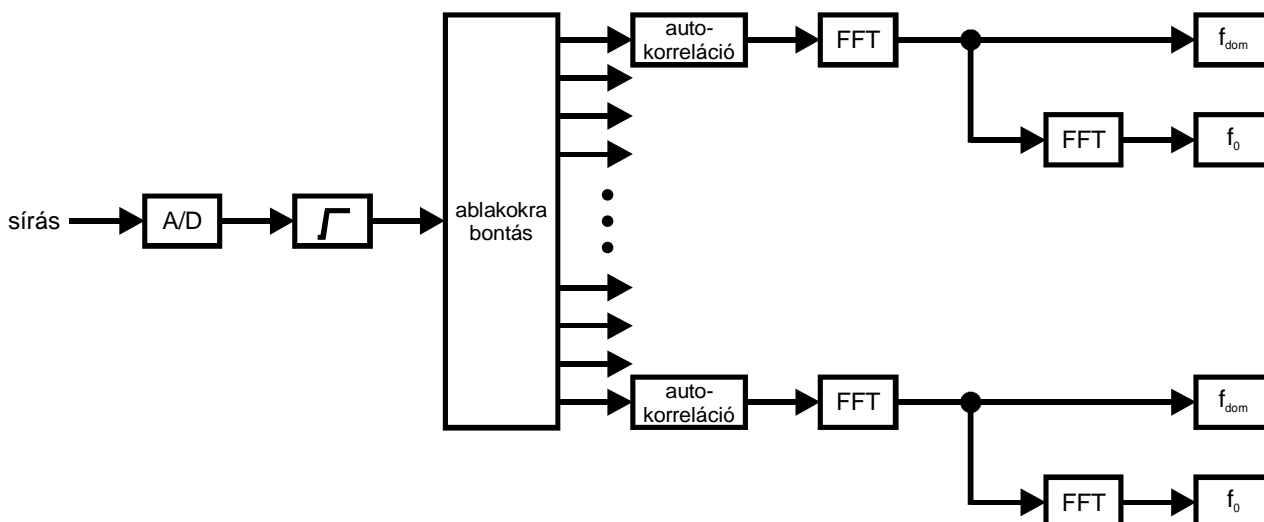 auto-
korreláció
FFT
f_dom
FFT
f_0
sírás
A/D
ablakokra
bontás
auto-
korreláció
FFT
f_dom
FFT
f_0